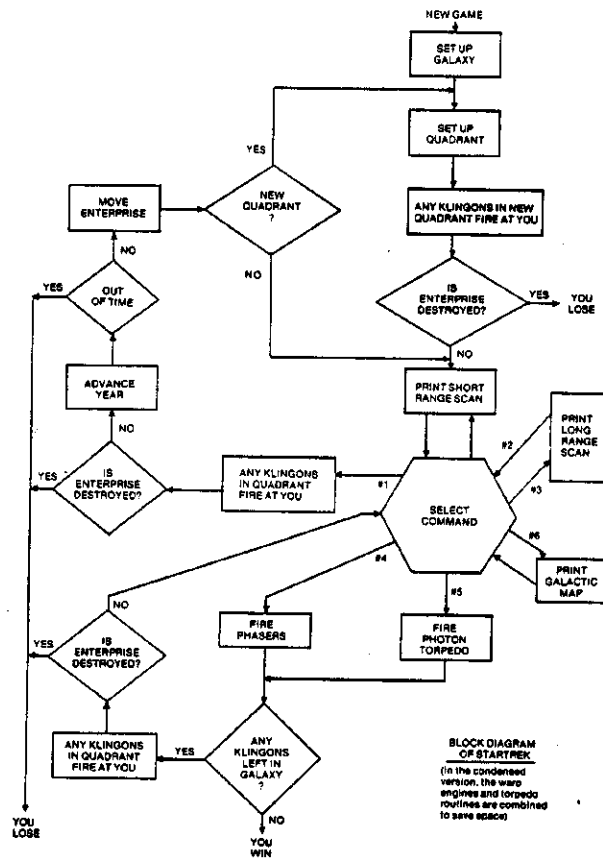 NEW GAME
SET UP
GALAXY
SET UP
QUADRANT
YES
NEW
QUADRANT
?
MOVE
ENTERPRISE
ANY KLINGONS IN NEW
QUADRANT FIRE AT YOU
NO
YES
OUT
OF TIME
NO
IS
ENTERPRISE
DESTROYED?
YES
YOU
LOSE
NO
ADVANCE
YEAR
PRINT SHORT
RANGE SCAN
PRINT
LONG
RANGE
SCAN
NO
#2
YES
IS
ENTERPRISE
DESTROYED?
ANY KLINGONS
IN QUADRANT
FIRE AT YOU
#1
#3
SELECT
COMMAND
#6
PRINT
GALACTIC
MAP
#4
#5
NO
FIRE
PHASERS
FIRE
PHOTON
TORPEDO
YES
IS
ENTERPRISE
DESTROYED?
ANY KLINGONS
IN QUADRANT
FIRE AT YOU
YES
ANY
KLINGONS
LEFT IN
GALAXY
?
BLOCK DIAGRAM
OF STARTREK
(in the condensed
version, the warp
engines and torpedo
routines are combined
to save space)
NO
YOU
LOSE
YOU
WIN